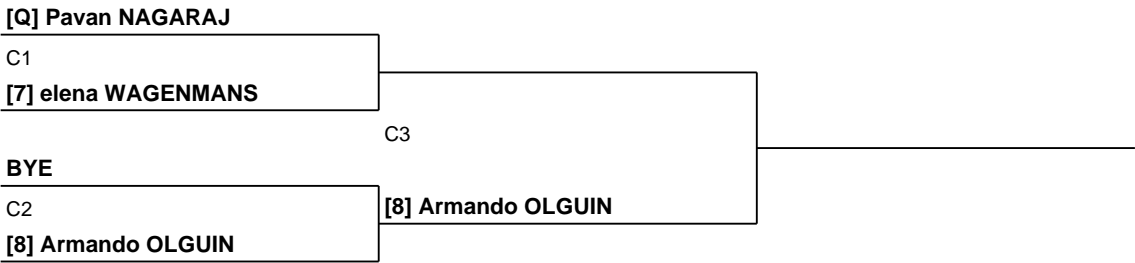 [Q] Pavan NAGARAJ
C1
[7] elena WAGENMANS
C3
BYE
C2
[8] Armando OLGUIN
[8] Armando OLGUIN